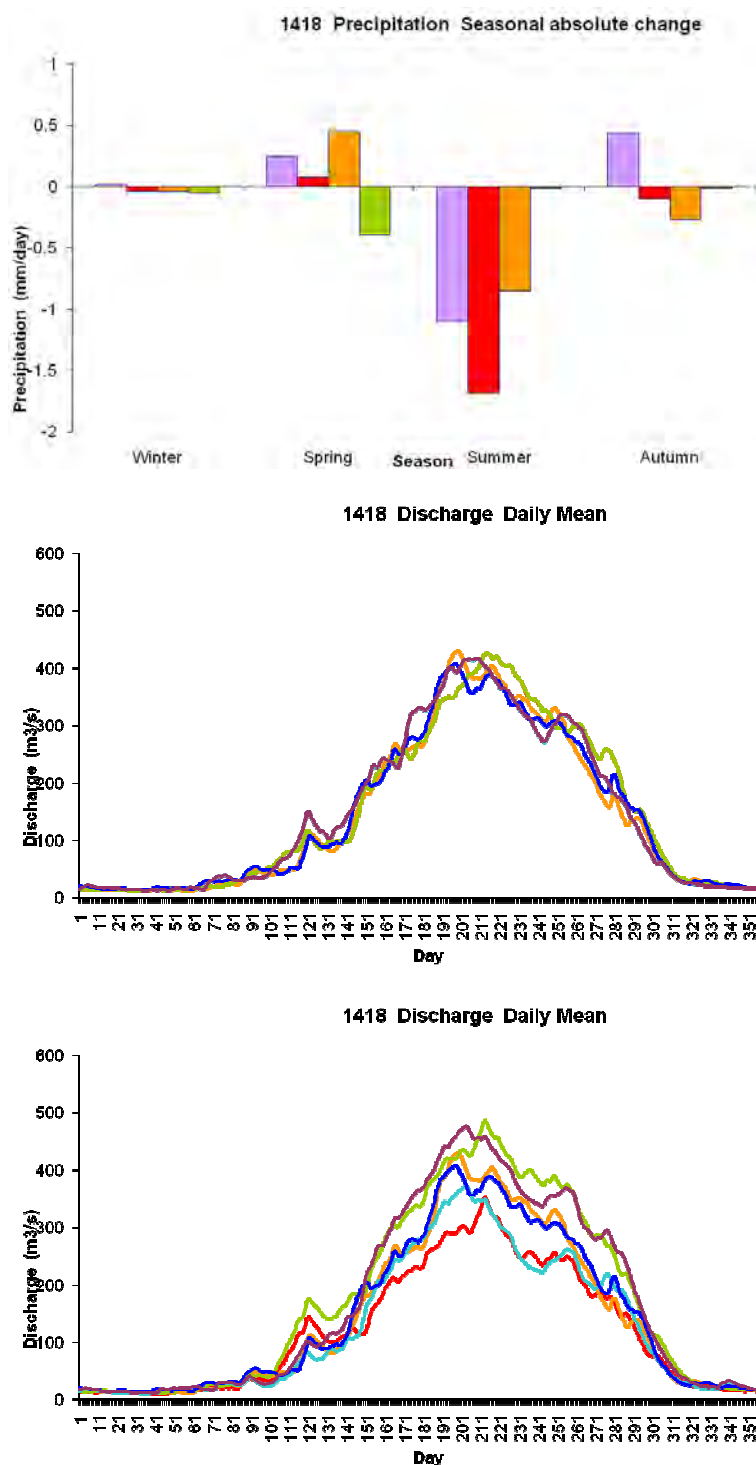 1418 Precipitation Seasonal absolute change
Precipitation (mm/day)
1
0.5
0
-0.5
-1
-1.5
-2
Winter Spring Season Summer Autumn
1418 Discharge Daily Mean
Discharge (m3/s)
600
500
400
300
200
100
0
1 11 21 31 41 51 61 71 81 91 101 111 121 131 141 151 161 171 181 191 201 211 221 231 241 251 261 271 281 291 301 311 321 331 341 351
Day
1418 Discharge Daily Mean
Discharge (m3/s)
600
500
400
300
200
100
0
1 11 21 31 41 51 61 71 81 91 101 111 121 131 141 151 161 171 181 191 201 211 221 231 241 251 261 271 281 291 301 311 321 331 341 351
Day